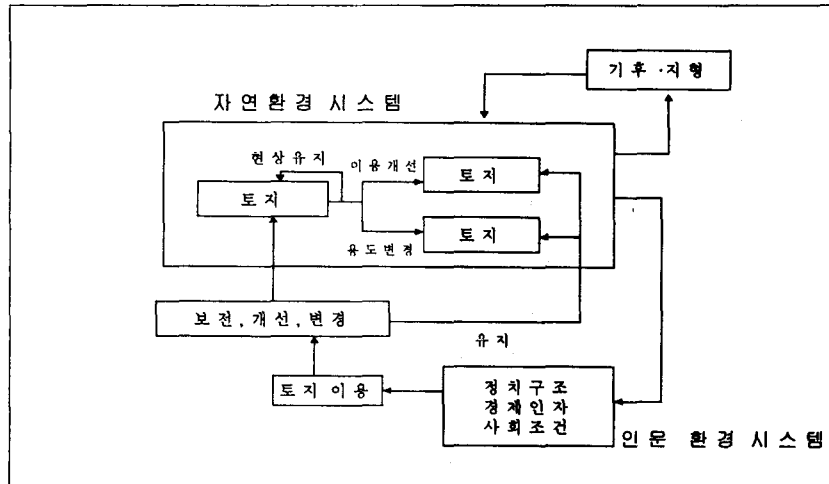 기후·지형
자연환경 시스템
현상유지
이용개선
토지
토지
토지
용도변경
보전, 개선, 변경
유지
토지 이용
정치구조
경제인자
사회조건
인문 환경 시스템